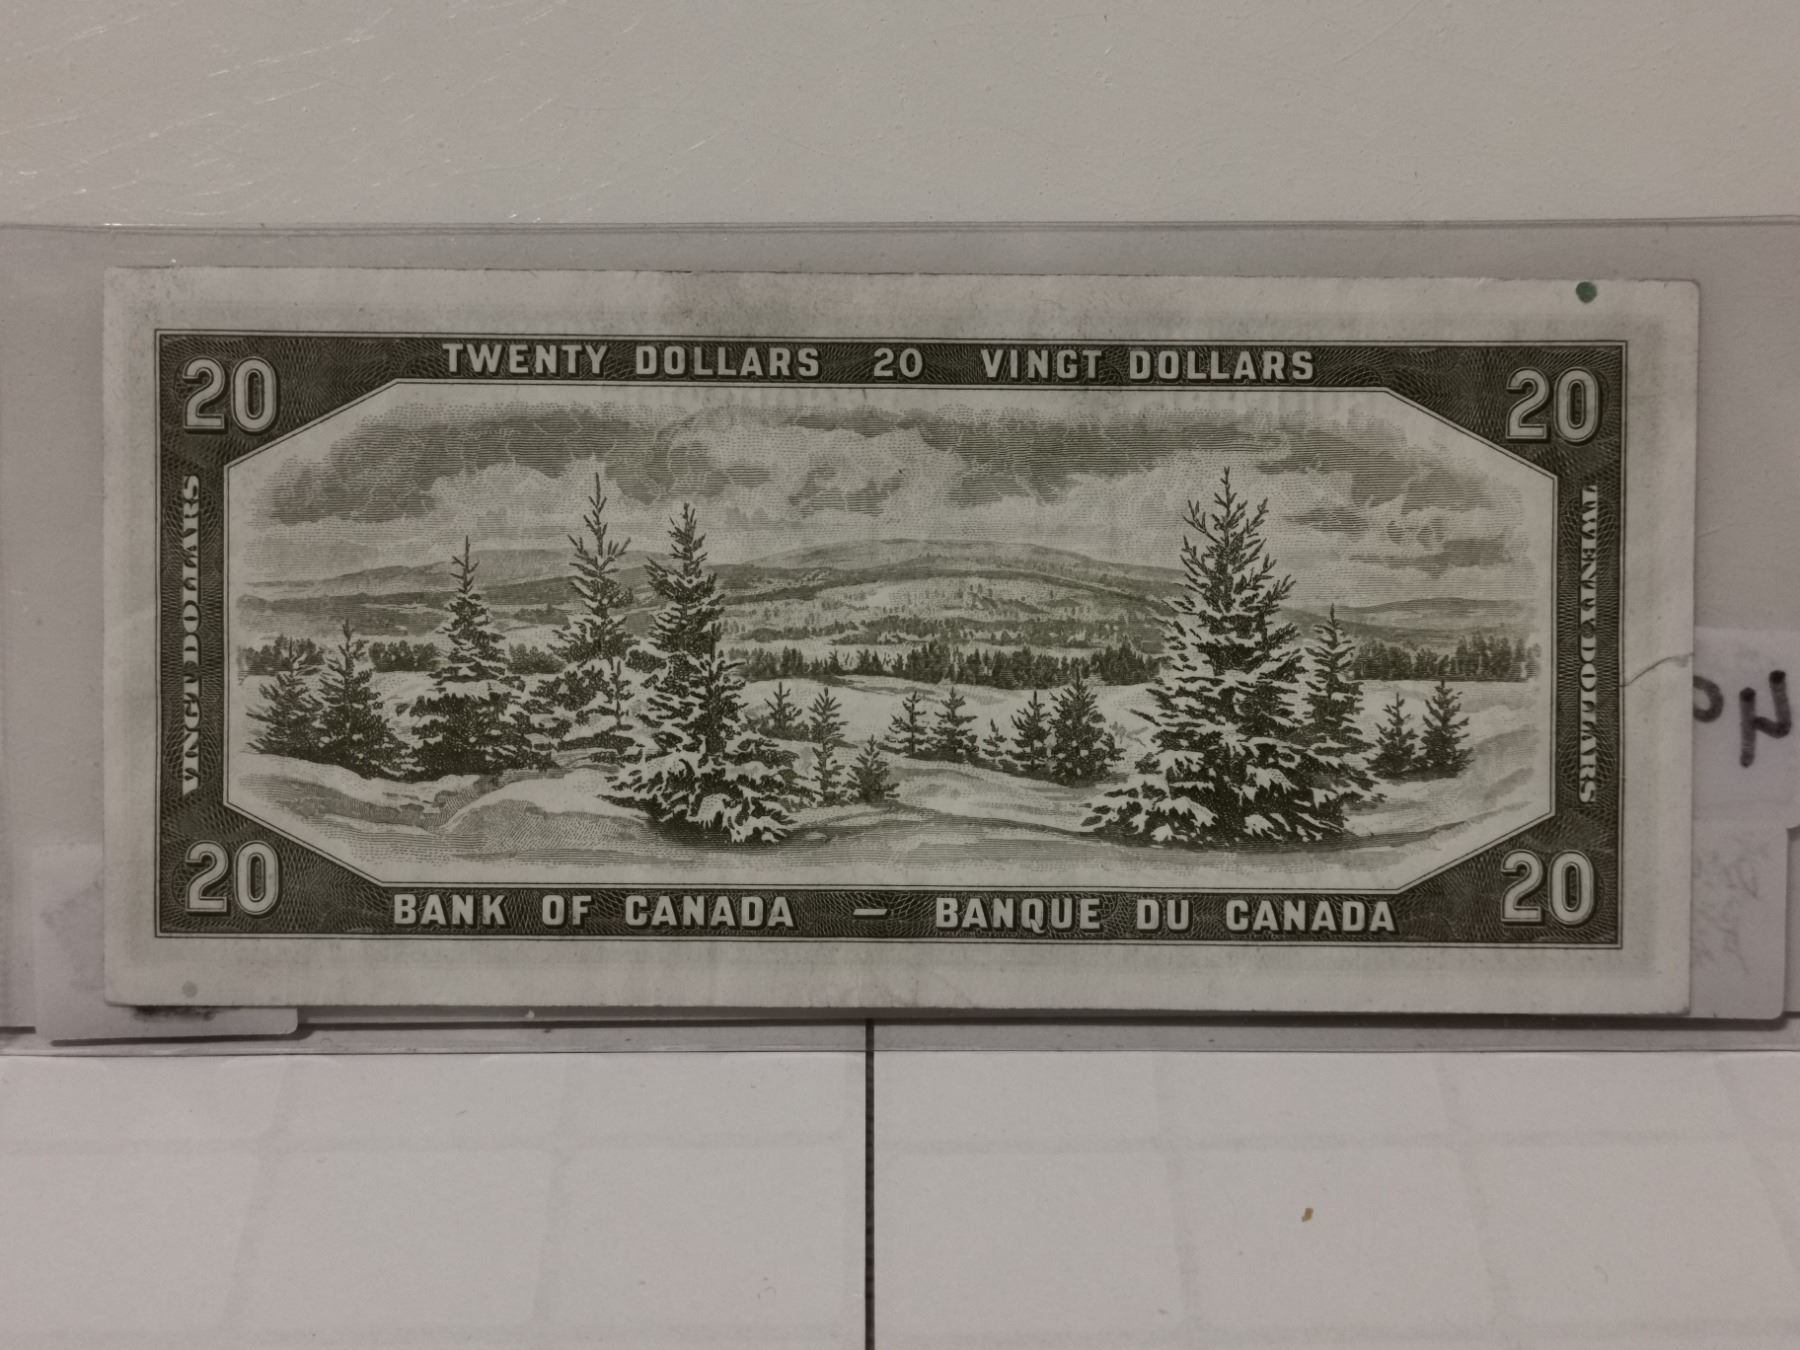 TWENTY DOLLARS 20 VINGT DOLLARS
20
20
VINGT DOLLARS
TWENTY DOLLARS
20
20
BANK OF CANADA — BANQUE DU CANADA